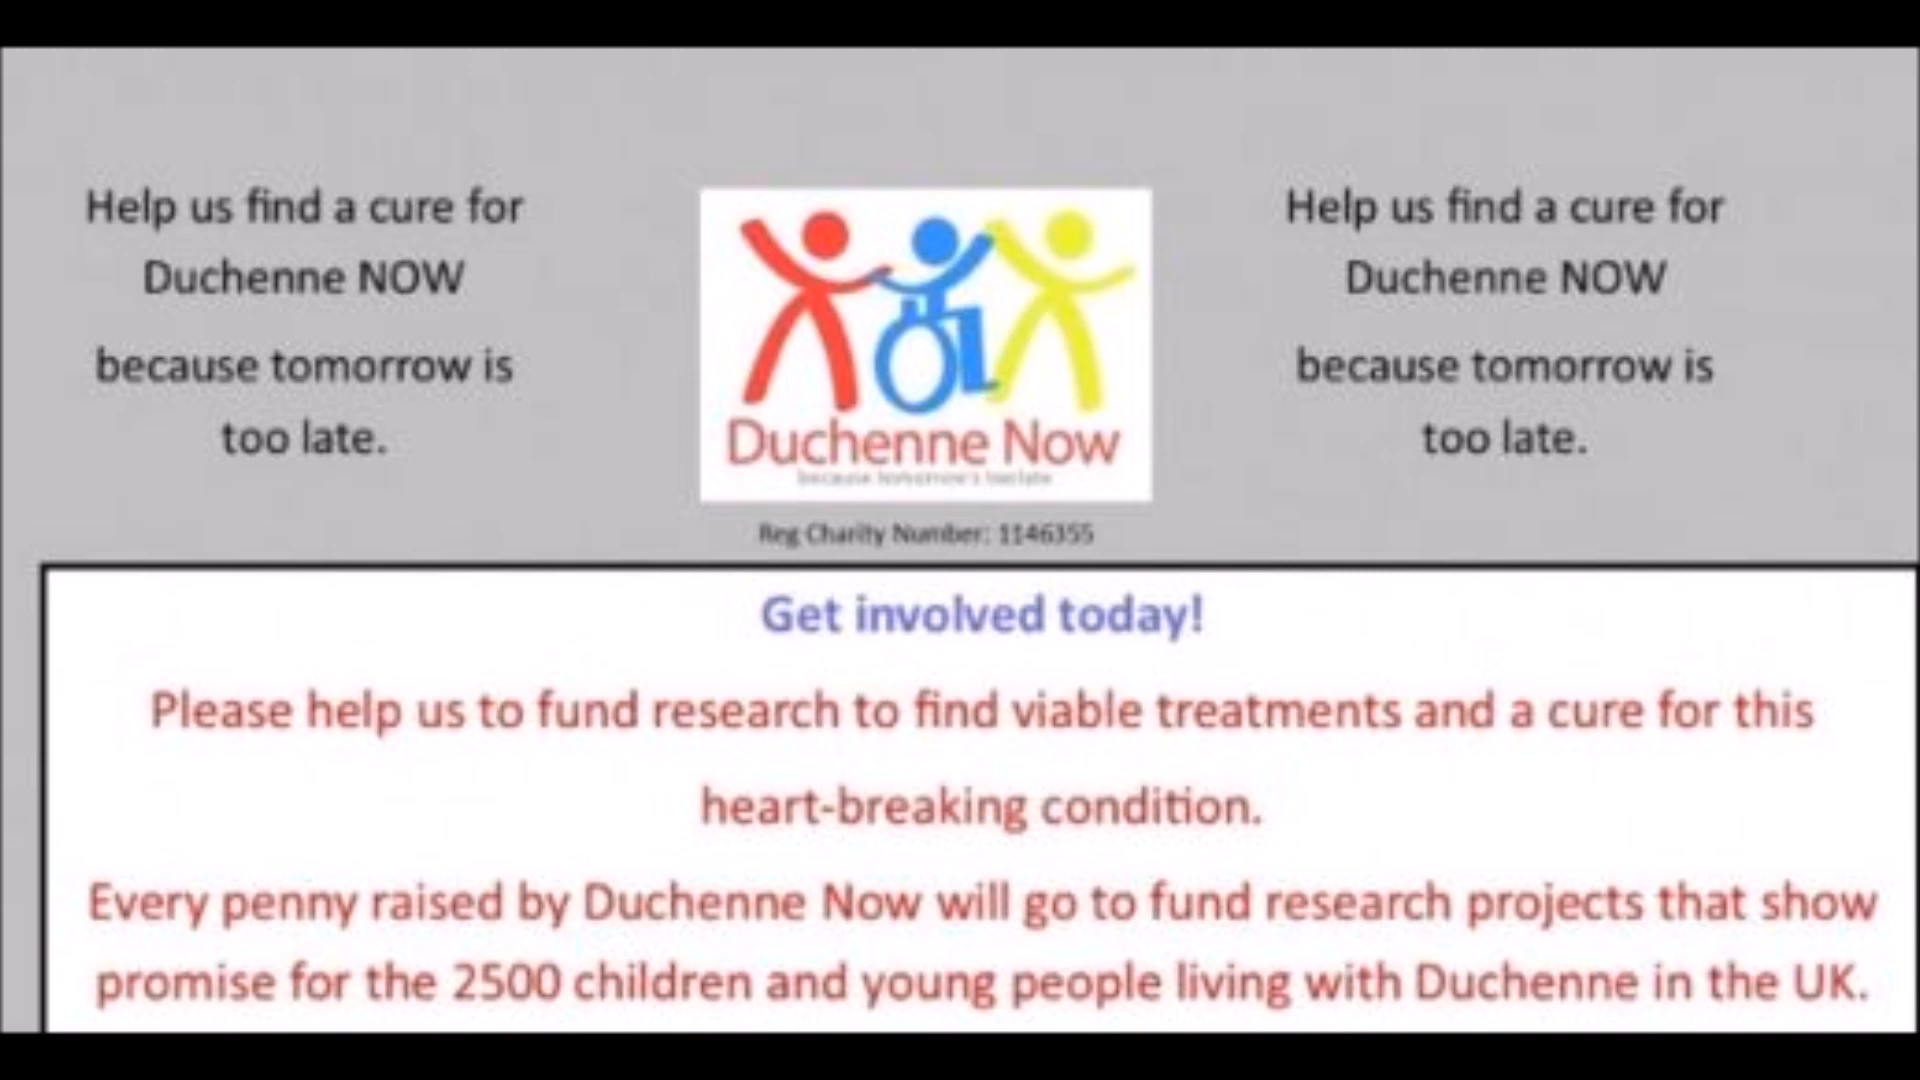 Help us find a cure for
Duchenne NOW
because tomorrow is
too late.
Duchenne Now
because tomorrow's too late
Reg Charity Number: 1146355
Help us find a cure for
Duchenne NOW
because tomorrow is
too late.
Get involved today!
Please help us to fund research to find viable treatments and a cure for this
heart-breaking condition.
Every penny raised by Duchenne Now will go to fund research projects that show
promise for the 2500 children and young people living with Duchenne in the UK.